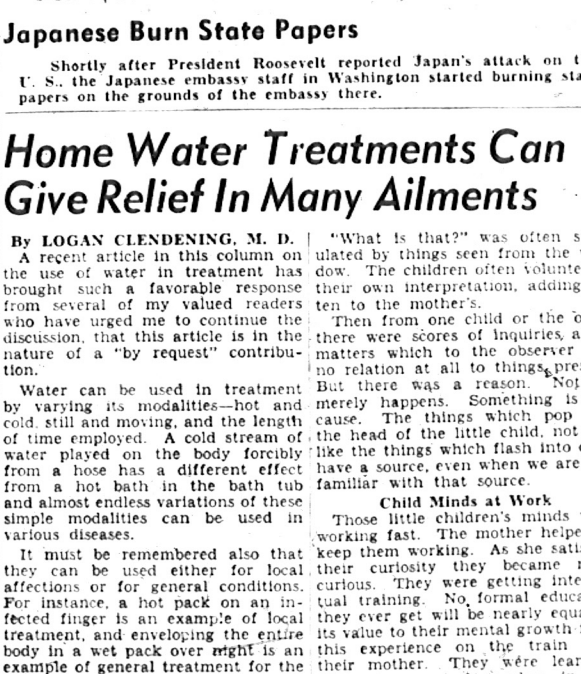 Japanese Burn State Papers
Shortly after President Roosevelt reported Japan's attack on
U. S., the Japanese embassy staff in Washington started burning
papers on the grounds of the embassy there.
Home Water Treatments Can
Give Relief In Many Ailments
By LOGAN CLENDENING, M. D.
A recent article in this column on
the use of water in treatment has
brought such a favorable response
from several of my valued readers
who have urged me to continue the
discussion, that this article is in the
nature of a "by request" contribu-
tion.
Water can be used in treatment
by varying its modalities—hot and
cold, still and moving, and the length
of time employed. A cold stream of
water played on the body forcibly
from a hose has a different effect
from a hot bath in the bath tub
and almost endless variations of these
simple modalities can be used in
various diseases.
It must be remembered also that
they can be used either for local
affections or for general conditions.
For instance, a hot pack on an in-
fected finger is an example of local
treatment, and enveloping the entire
body in a wet pack over night is an
example of general treatment for the
"What is that?" was often
ulated by things seen from the
dow. The children often
their own interpretation, adding
ten to the mother's.
Then from one child or the
there were scores of inquiries,
matters which to the observer
no relation at all to things
But there was a reason.
merely happens. Something is
cause. The things which pop
the head of the little child, not
like the things which flash into
have a source, even when we are
familiar with that source.
Child Minds at Work
Those little children's minds
working fast. The mother helpe
keep them working. As she
their curiosity they became
curious. They were getting
tual training. No formal
they ever get will be nearly
its value to their mental growth
this experience on the train
their mother. They were